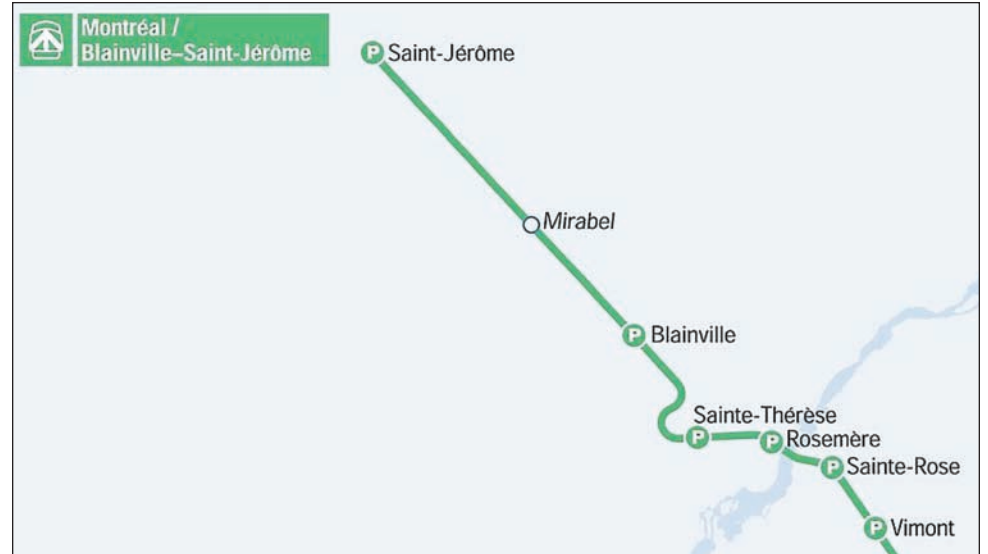 Montréal /
Blainville–Saint-Jérôme
P Saint-Jérôme
Mirabel
P Blainville
Sainte-Thérèse
P
P Rosemère
P Sainte-Rose
P Vimont